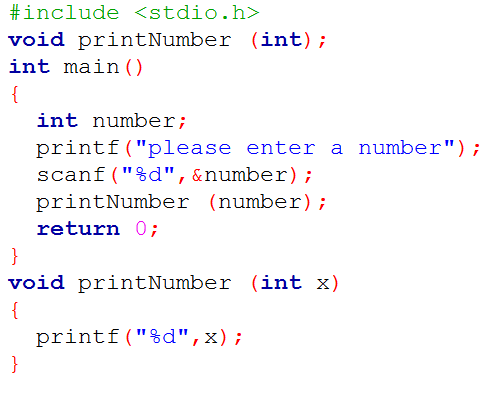 #include <stdio.h>
void printNumber (int);
int main()
{
  int number;
  printf("please enter a number");
  scanf("%d",&number);
  printNumber (number);
  return 0;
}
void printNumber (int x)
{
  printf("%d",x);
}